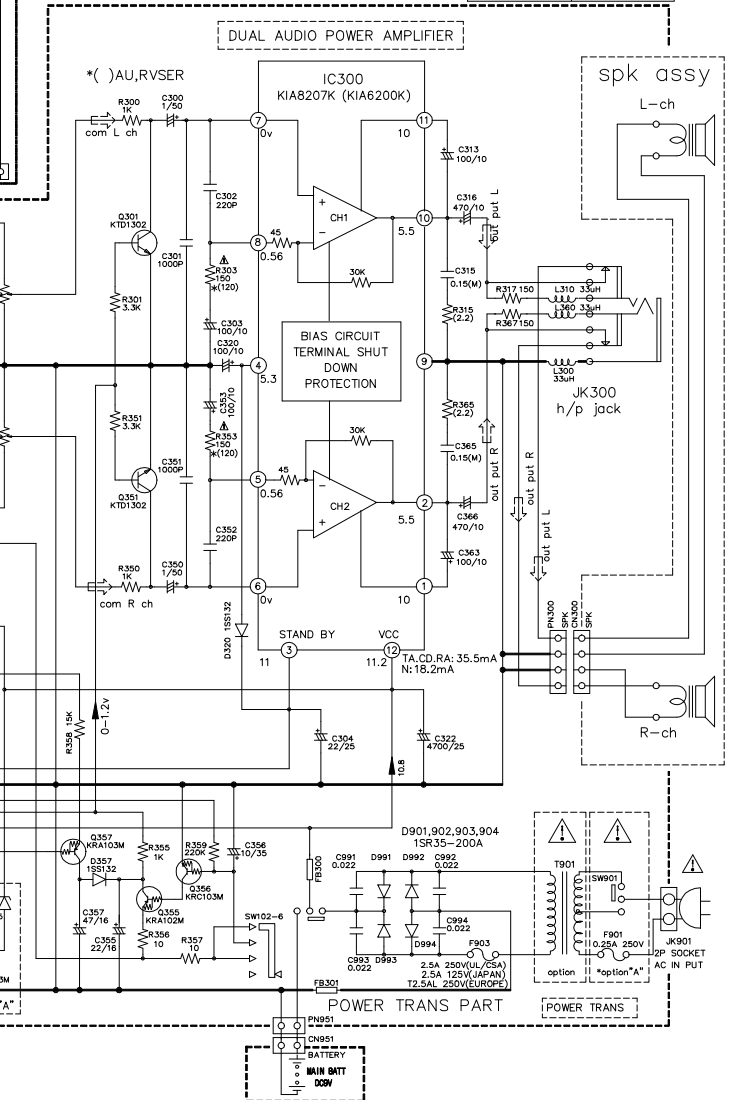 DUAL AUDIO POWER AMPLIFIER
*( )AU,RVSER
IC300
KIA8207K (KIA6200K)
spk assy
L-ch
R300
1K
C300
1/50
com L ch
7
0v
11
10
C313
100/10
C302
220P
CH1
C316
470/10
out put L
10
5.5
Q301
KTD1302
8
0.56
45
C301
1000P
R303
150
*(120)
30K
C315
0.15(M)
R317 150
L310 33uH
L360 33uH
R367 150
R301
3.3K
C303
100/10
C320
100/10
R315
(2.2)
BIAS CIRCUIT
TERMINAL SHUT
DOWN
PROTECTION
4
5.3
9
L300
33uH
JK300
h/p jack
C353
100/10
R351
3.3K
R353
150
*(120)
R365
(2.2)
30K
C365
0.15(M)
out put R
out put R
C351
1000P
Q351
KTD1302
5
0.56
45
CH2
2
5.5
C366
470/10
C352
220P
out put L
C363
100/10
R350
1K
C350
1/50
com R ch
6
0v
1
10
PN300
SPK
CN300
SPK
D320 1SS132
STAND BY
VCC
3
11
12
11.2
TA.CD.RA: 35.5mA
N:18.2mA
R-ch
R358 15K
0-1.2v
C304
22/25
C322
4700/25
10.8
Q357
KRA103M
D357
1SS132
R355
1K
R359
220K
C356
10/35
Q356
KRC103M
Q355
KRA102M
C357
47/16
C355
22/16
R356
10
R357
10
SW102-6
FB300
D901,902,903,904
1SR35-200A
C991
0.022
D991
D992
C992
0.022
C994
0.022
C993
0.022
D993
D994
F903
2.5A 250V(UL/CSA)
2.5A 125V(JAPAN)
T2.5AL 250V(EUROPE)
T901
option
SW901
F901
0.25A 250V
*option"A"
JK901
2P SOCKET
AC IN PUT
FB301
POWER TRANS PART
POWER TRANS
"A"
PN951
CN951
BATTERY
MAIN BATT
DC9V